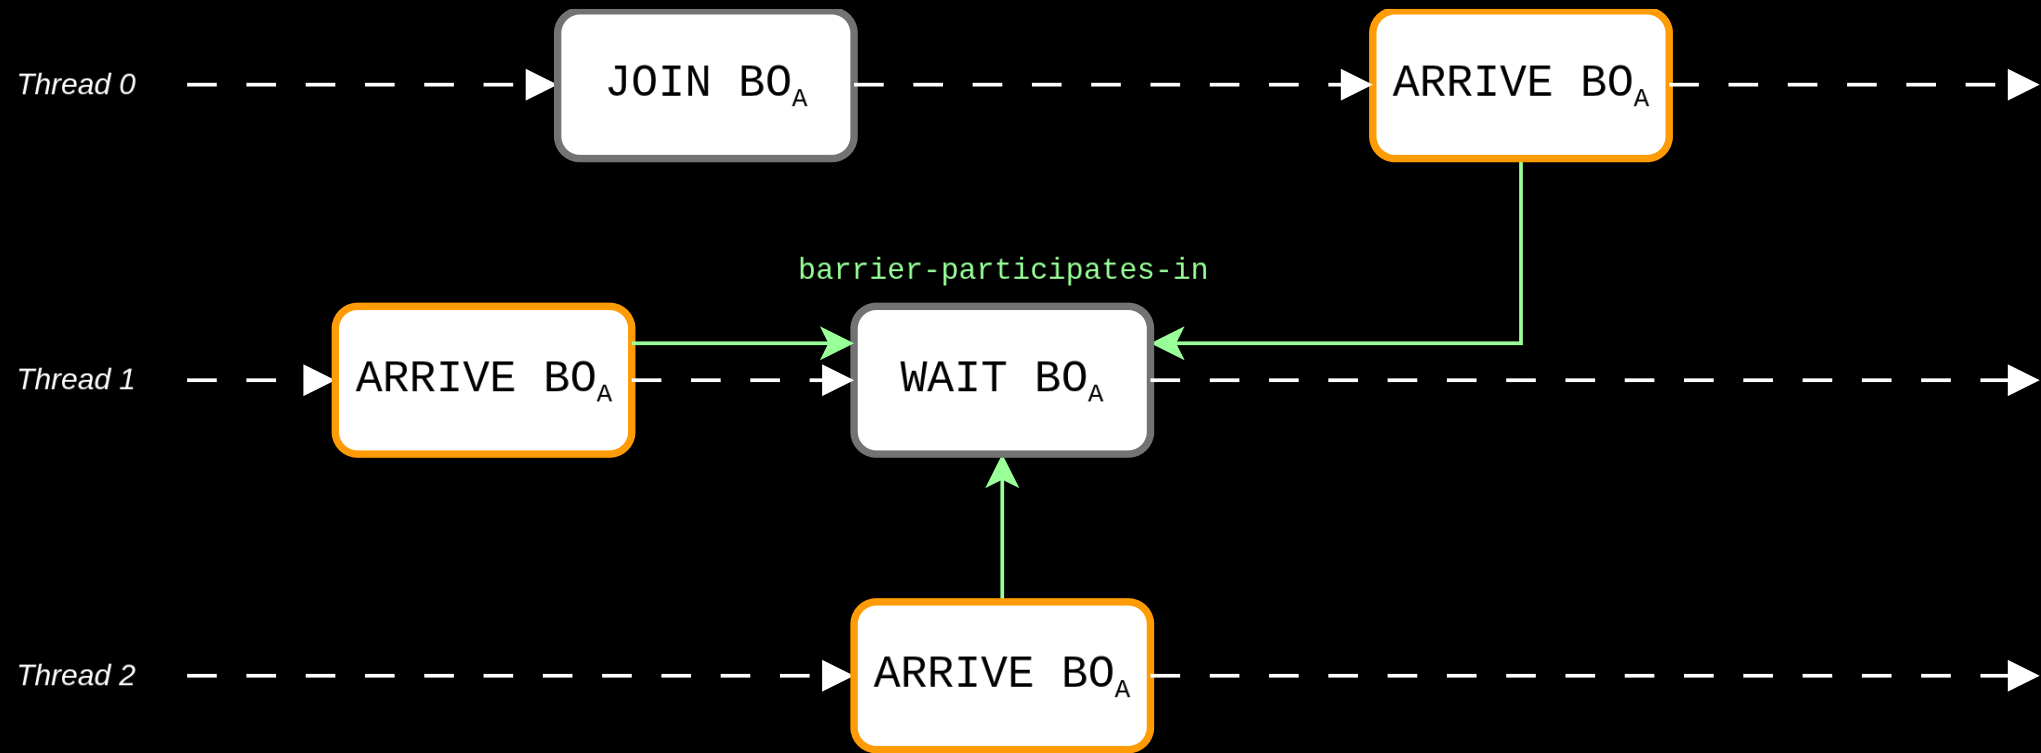 Thread 0
JOIN BOA
ARRIVE BOA
barrier-participates-in
Thread 1
ARRIVE BOA
WAIT BOA
Thread 2
ARRIVE BOA